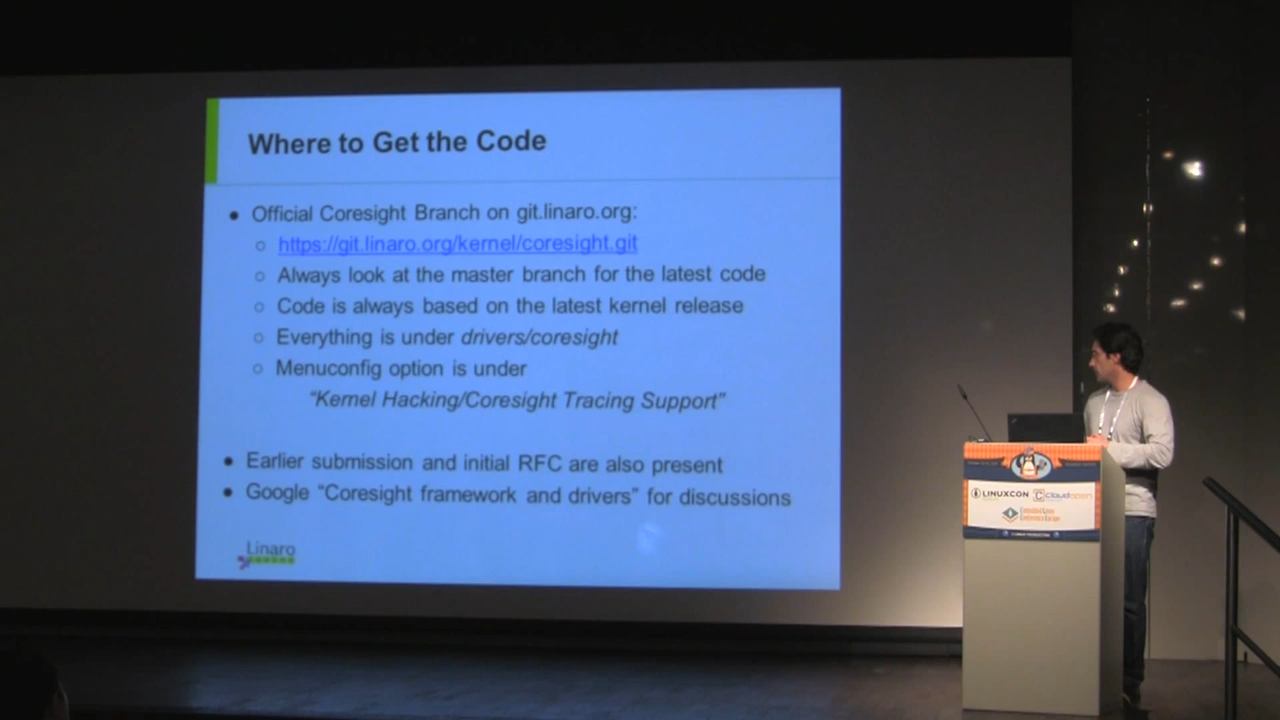 Where to Get the Code
● Official Coresight Branch on git.linaro.org:
○ https://git.linaro.org/kernel/coresight.git
○ Always look at the master branch for the latest code
○ Code is always based on the latest kernel release
○ Everything is under drivers/coresight
○ Menuconfig option is under
“Kernel Hacking/Coresight Tracing Support”
● Earlier submission and initial RFC are also present
● Google “Coresight framework and drivers” for discussions
Linaro
LINUXCON
cloudopen